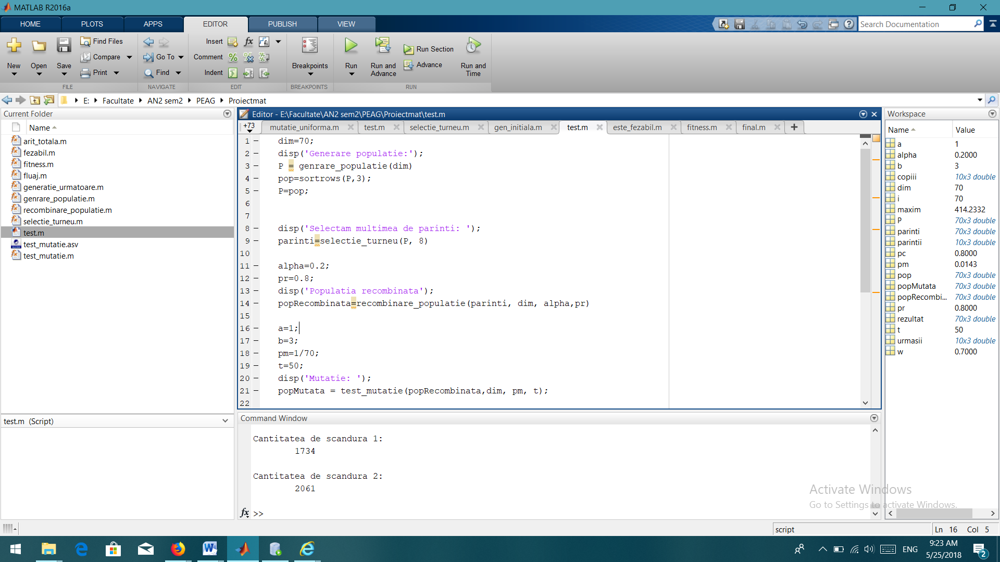 MATLAB R2016a
HOME PLOTS APPS EDITOR PUBLISH VIEW
Search Documentation
New Open Save
Find Files
Compare
Print
FILE
Go To
Find
NAVIGATE
Insert
Comment
Indent
fx
EDIT
Breakpoints
BREAKPOINTS
Run
Run and
Advance
Run Section
Advance
Run and
Time
RUN
E: Facultate AN2 sem2 PEAG Proiectmat
Current Folder
Name
arit_totala.m
fezabil.m
fitness.m
fluaj.m
generatie_urmatoare.m
genrare_populatie.m
recombinare_populatie.m
selectie_turneu.m
test.m
test_mutatie.asv
test_mutatie.m
test.m (Script)
Editor - E:\Facultate\AN2 sem2\PEAG\Proiectmat\test.m
+73 mutatie_uniforma.m test.m selectie_turneu.m gen_initiala.m test.m este_fezabil.m fitness.m final.m +
1 dim=70;
2 disp('Generare populatie:');
3 P = genrare_populatie(dim)
4 pop=sortrows(P,3);
5 P=pop;
6
7
8 disp('Selectam multimea de parinti: ');
9 parinti=selectie_turneu(P, 8)
10
11 alpha=0.2;
12 pr=0.8;
13 disp('Populatia recombinata');
14 popRecombinata=recombinare_populatie(parinti, dim, alpha,pr)
15
16 a=1;
17 b=3;
18 pm=1/70;
19 t=50;
20 disp('Mutatie: ');
21 popMutata = test_mutatie(popRecombinata,dim, pm, t);
22
Command Window
Cantitatea de scandura 1:
1734
Cantitatea de scandura 2:
2061
fx >>
Workspace
Name Value
a 1
alpha 0.2000
b 3
copiii 10x3 double
dim 70
i 70
maxim 414.2332
P 70x3 double
parinti 70x3 double
parintii 10x3 double
pc 0.8000
pm 0.0143
pop 70x3 double
popMutata 70x3 double
popRecombi... 70x3 double
pr 0.8000
rezultat 70x3 double
t 50
urmasii 10x3 double
w 0.7000
Activate Windows
Go to Settings to activate Windows.
script Ln 16 Col 5
ENG
9:23 AM
5/25/2018
2